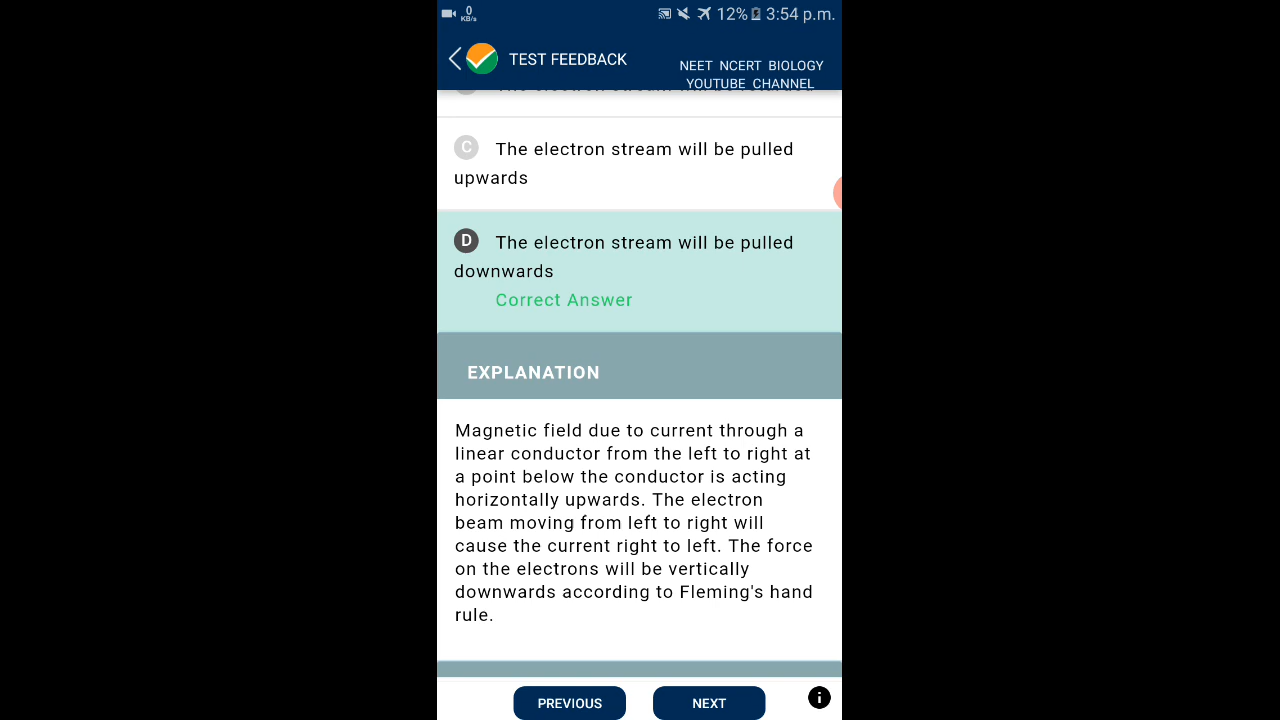 0
KB/s
12% 3:54 p.m.
TEST FEEDBACK
NEET NCERT BIOLOGY
YOUTUBE CHANNEL
C The electron stream will be pulled
upwards
D The electron stream will be pulled
downwards
Correct Answer
EXPLANATION
Magnetic field due to current through a
linear conductor from the left to right at
a point below the conductor is acting
horizontally upwards. The electron
beam moving from left to right will
cause the current right to left. The force
on the electrons will be vertically
downwards according to Fleming's hand
rule.
PREVIOUS
NEXT